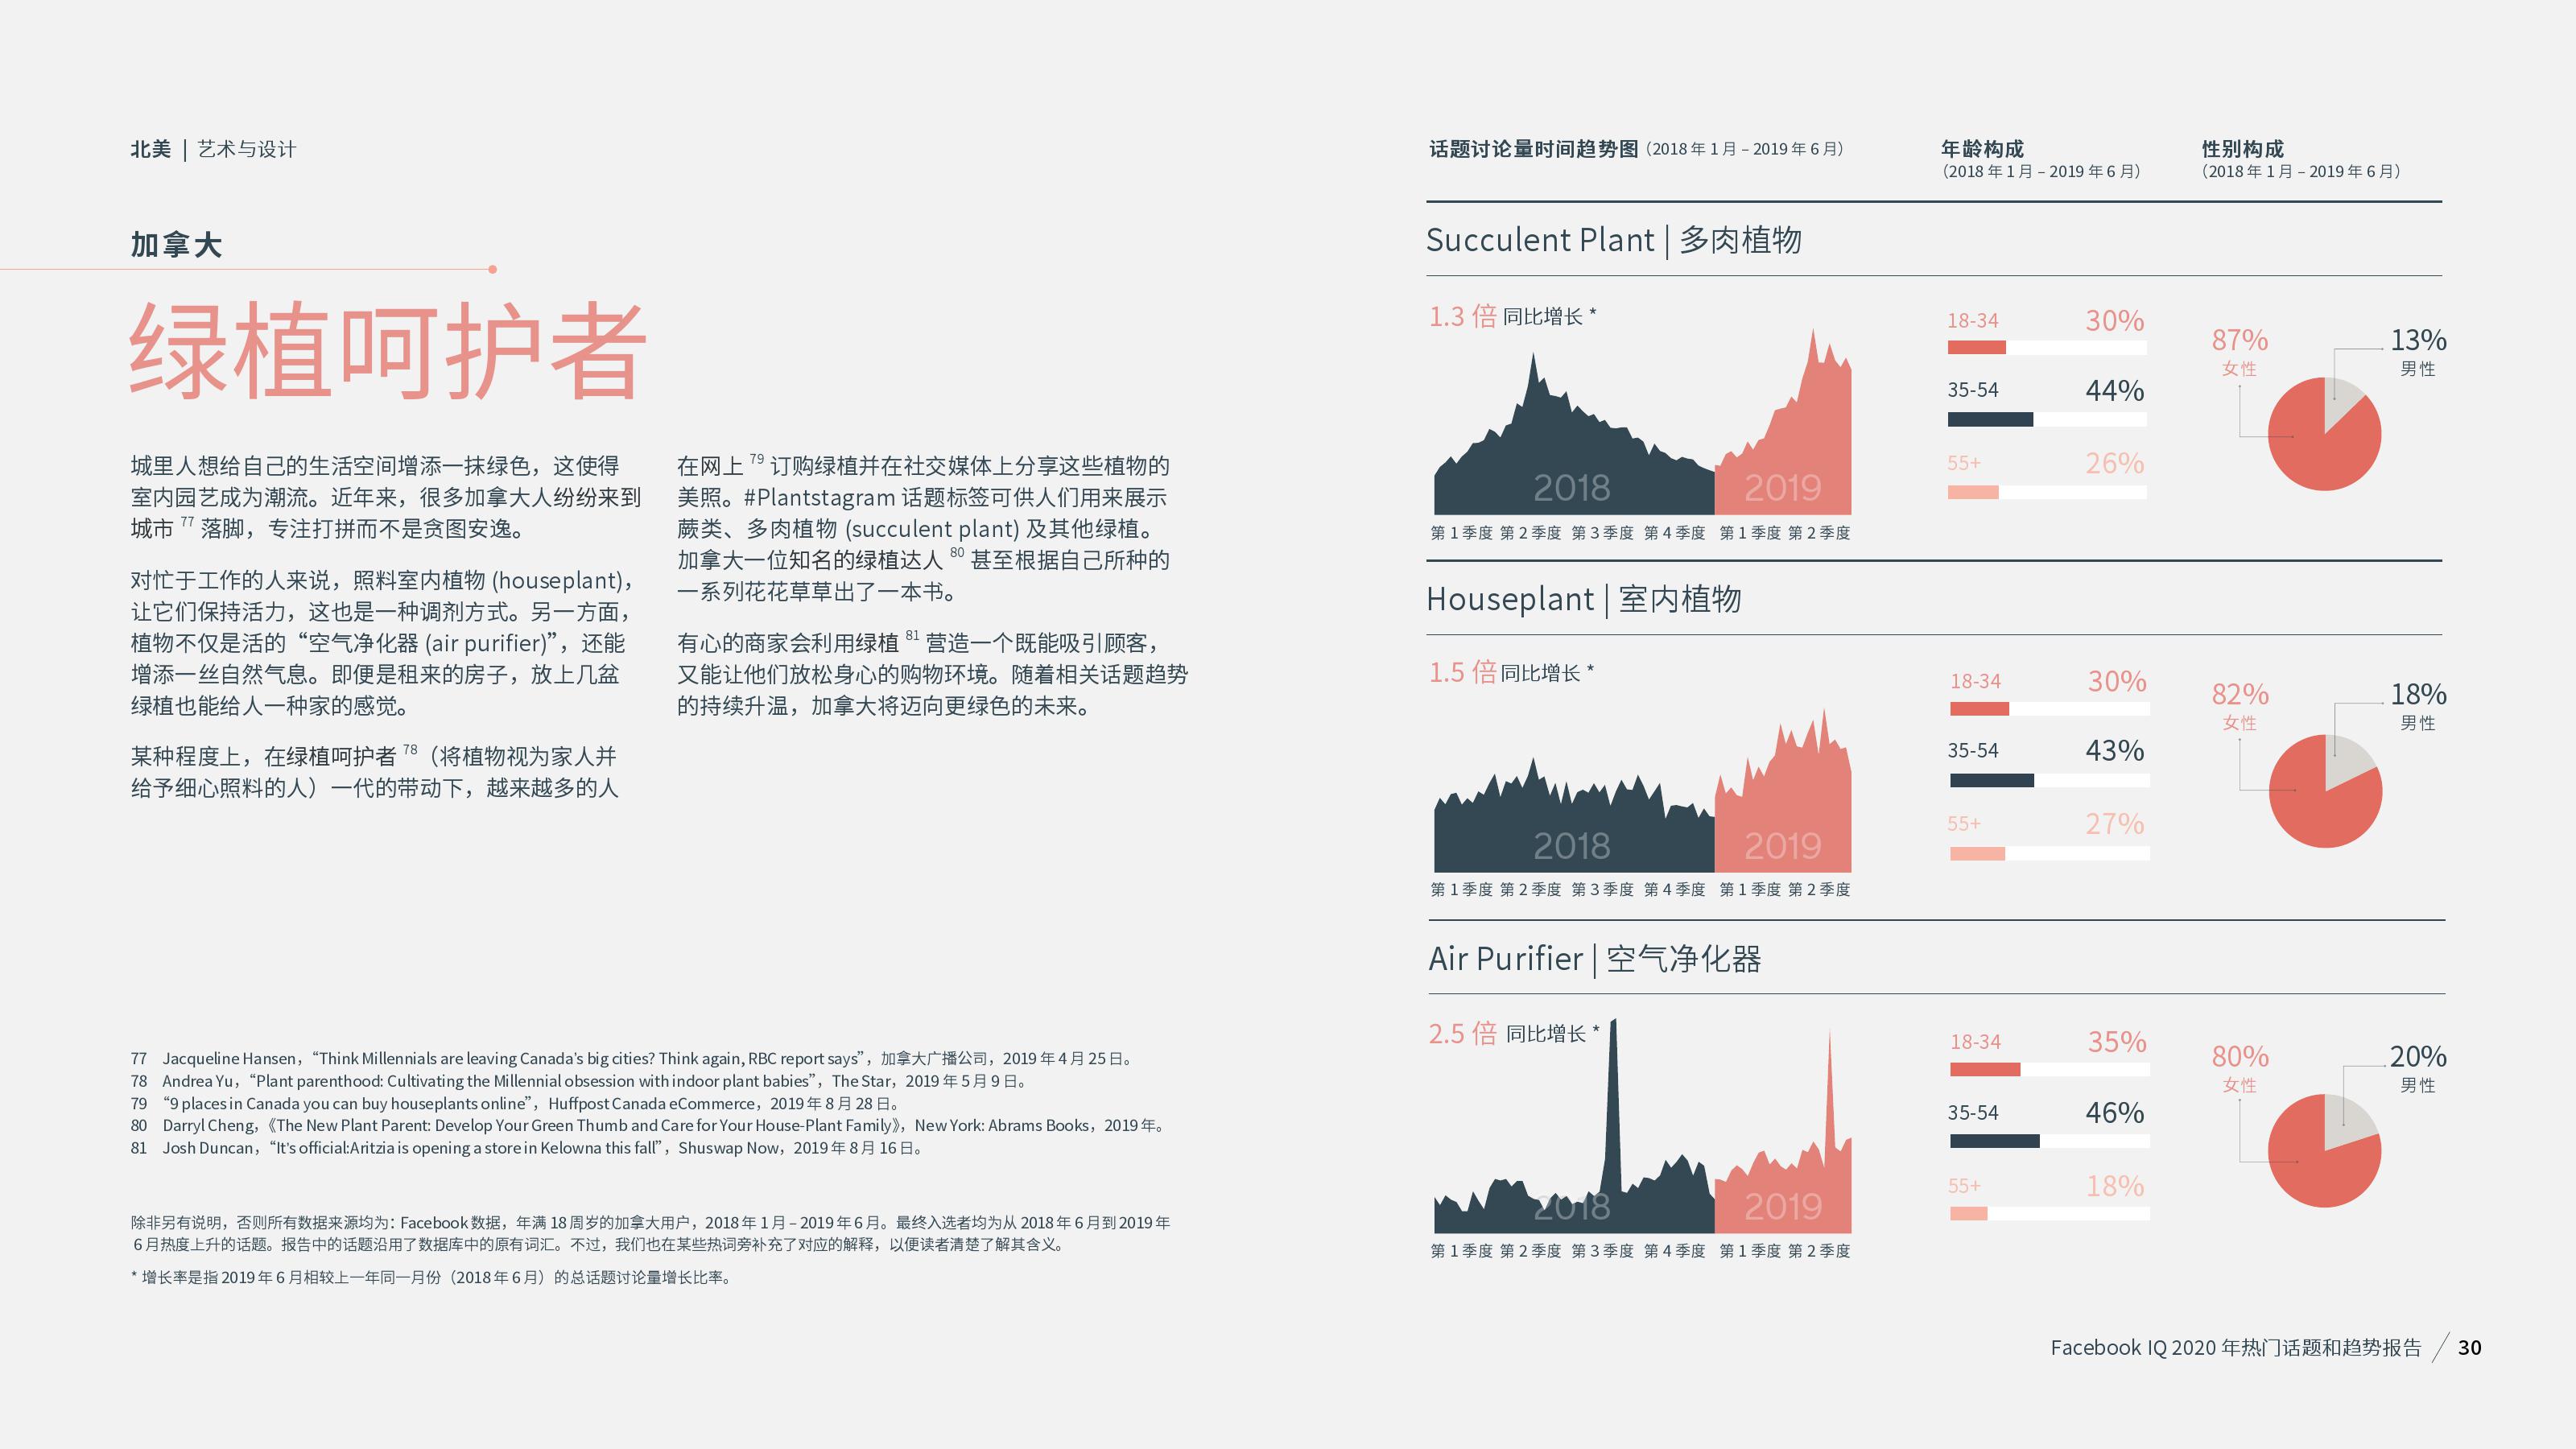 北美 | 艺术与设计
加拿大
绿植呵护者
城里人想给自己的生活空间增添一抹绿色，这使得
室内园艺成为潮流。近年来，很多加拿大人纷纷来到
城市 77 落脚，专注打拼而不是贪图安逸。
对忙于工作的人来说，照料室内植物 (houseplant)，
让它们保持活力，这也是一种调剂方式。另一方面，
植物不仅是活的“空气净化器 (air purifier)”，还能
增添一丝自然气息。即便是租来的房子，放上几盆
绿植也能给人一种家的感觉。
某种程度上，在绿植呵护者 78（将植物视为家人并
给予细心照料的人）一代的带动下，越来越多的人
在网上 79 订购绿植并在社交媒体上分享这些植物的
美照。#Plantstagram 话题标签可供人们用来展示
蕨类、多肉植物 (succulent plant) 及其他绿植。
加拿大一位知名的绿植达人 80 甚至根据自己所种的
一系列花花草草出了一本书。
有心的商家会利用绿植 81 营造一个既能吸引顾客，
又能让他们放松身心的购物环境。随着相关话题趋势
的持续升温，加拿大将迈向更绿色的未来。
77 Jacqueline Hansen，“Think Millennials are leaving Canada's big cities? Think again, RBC report says”，加拿大广播公司，2019 年 4 月 25 日。
78 Andrea Yu，“Plant parenthood: Cultivating the Millennial obsession with indoor plant babies”，The Star，2019 年 5 月 9 日。
79 “9 places in Canada you can buy houseplants online”，Huffpost Canada eCommerce，2019 年 8 月 28 日。
80 Darryl Cheng，《The New Plant Parent: Develop Your Green Thumb and Care for Your House-Plant Family》，New York: Abrams Books，2019 年。
81 Josh Duncan，“It's official:Aritzia is opening a store in Kelowna this fall”，Shuswap Now，2019 年 8 月 16 日。
除非另有说明，否则所有数据来源均为：Facebook 数据，年满 18 周岁的加拿大用户，2018 年 1 月 – 2019 年 6 月。最终入选者均为从 2018 年 6 月到 2019 年
6 月热度上升的话题。报告中的话题沿用了数据库中的原有词汇。不过，我们也在某些热词旁补充了对应的解释，以便读者清楚了解其含义。
* 增长率是指 2019 年 6 月相较上一年同一月份（2018 年 6 月）的总话题讨论量增长比率。
话题讨论量时间趋势图（2018 年 1 月 – 2019 年 6 月）
年龄构成
（2018 年 1 月 – 2019 年 6 月）
性别构成
（2018 年 1 月 – 2019 年 6 月）
Succulent Plant | 多肉植物
1.3 倍 同比增长 *
2018 2019
第 1 季度 第 2 季度 第 3 季度 第 4 季度 第 1 季度 第 2 季度
18-34 30%
35-54 44%
55+ 26%
87% 女性
13% 男性
Houseplant | 室内植物
1.5 倍 同比增长 *
2018 2019
第 1 季度 第 2 季度 第 3 季度 第 4 季度 第 1 季度 第 2 季度
18-34 30%
35-54 43%
55+ 27%
82% 女性
18% 男性
Air Purifier | 空气净化器
2.5 倍 同比增长 *
2018 2019
第 1 季度 第 2 季度 第 3 季度 第 4 季度 第 1 季度 第 2 季度
18-34 35%
35-54 46%
55+ 18%
80% 女性
20% 男性
Facebook IQ 2020 年热门话题和趋势报告 / 30